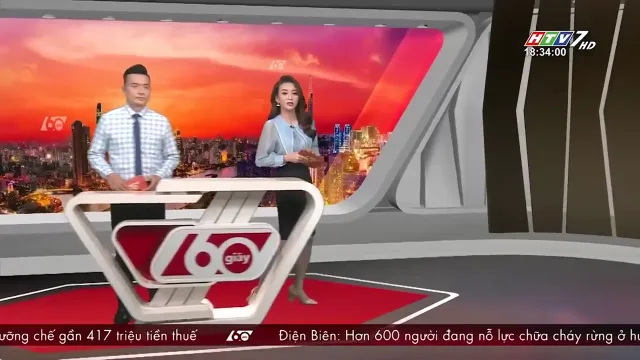 HTV7 HD
18:34:00
60
60 giây
ưỡng chế gần 417 triệu tiền thuế 60 Điện Biên: Hơn 600 người đang nỗ lực chữa cháy rừng ở h